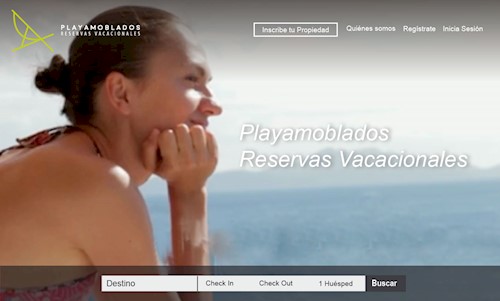 PLAYAMOBLADOS
RESERVAS VACACIONALES
Inscribe tu Propiedad
Quiénes somos
Regístrate
Inicia Sesión
Playamoblados
Reservas Vacacionales
Destino
Check In
Check Out
1 Huésped
Buscar